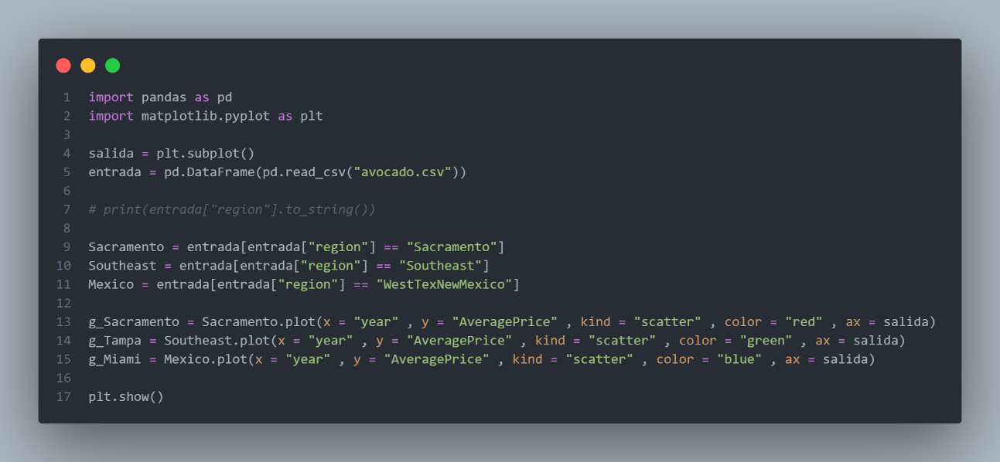 1 import pandas as pd
2 import matplotlib.pyplot as plt
3
4 salida = plt.subplot()
5 entrada = pd.DataFrame(pd.read_csv("avocado.csv"))
6
7 # print(entrada["region"].to_string())
8
9 Sacramento = entrada[entrada["region"] == "Sacramento"]
10 Southeast = entrada[entrada["region"] == "Southeast"]
11 Mexico = entrada[entrada["region"] == "WestTexNewMexico"]
12
13 g_Sacramento = Sacramento.plot(x = "year" , y = "AveragePrice" , kind = "scatter" , color = "red" , ax = salida)
14 g_Tampa = Southeast.plot(x = "year" , y = "AveragePrice" , kind = "scatter" , color = "green" , ax = salida)
15 g_Miami = Mexico.plot(x = "year" , y = "AveragePrice" , kind = "scatter" , color = "blue" , ax = salida)
16
17 plt.show()